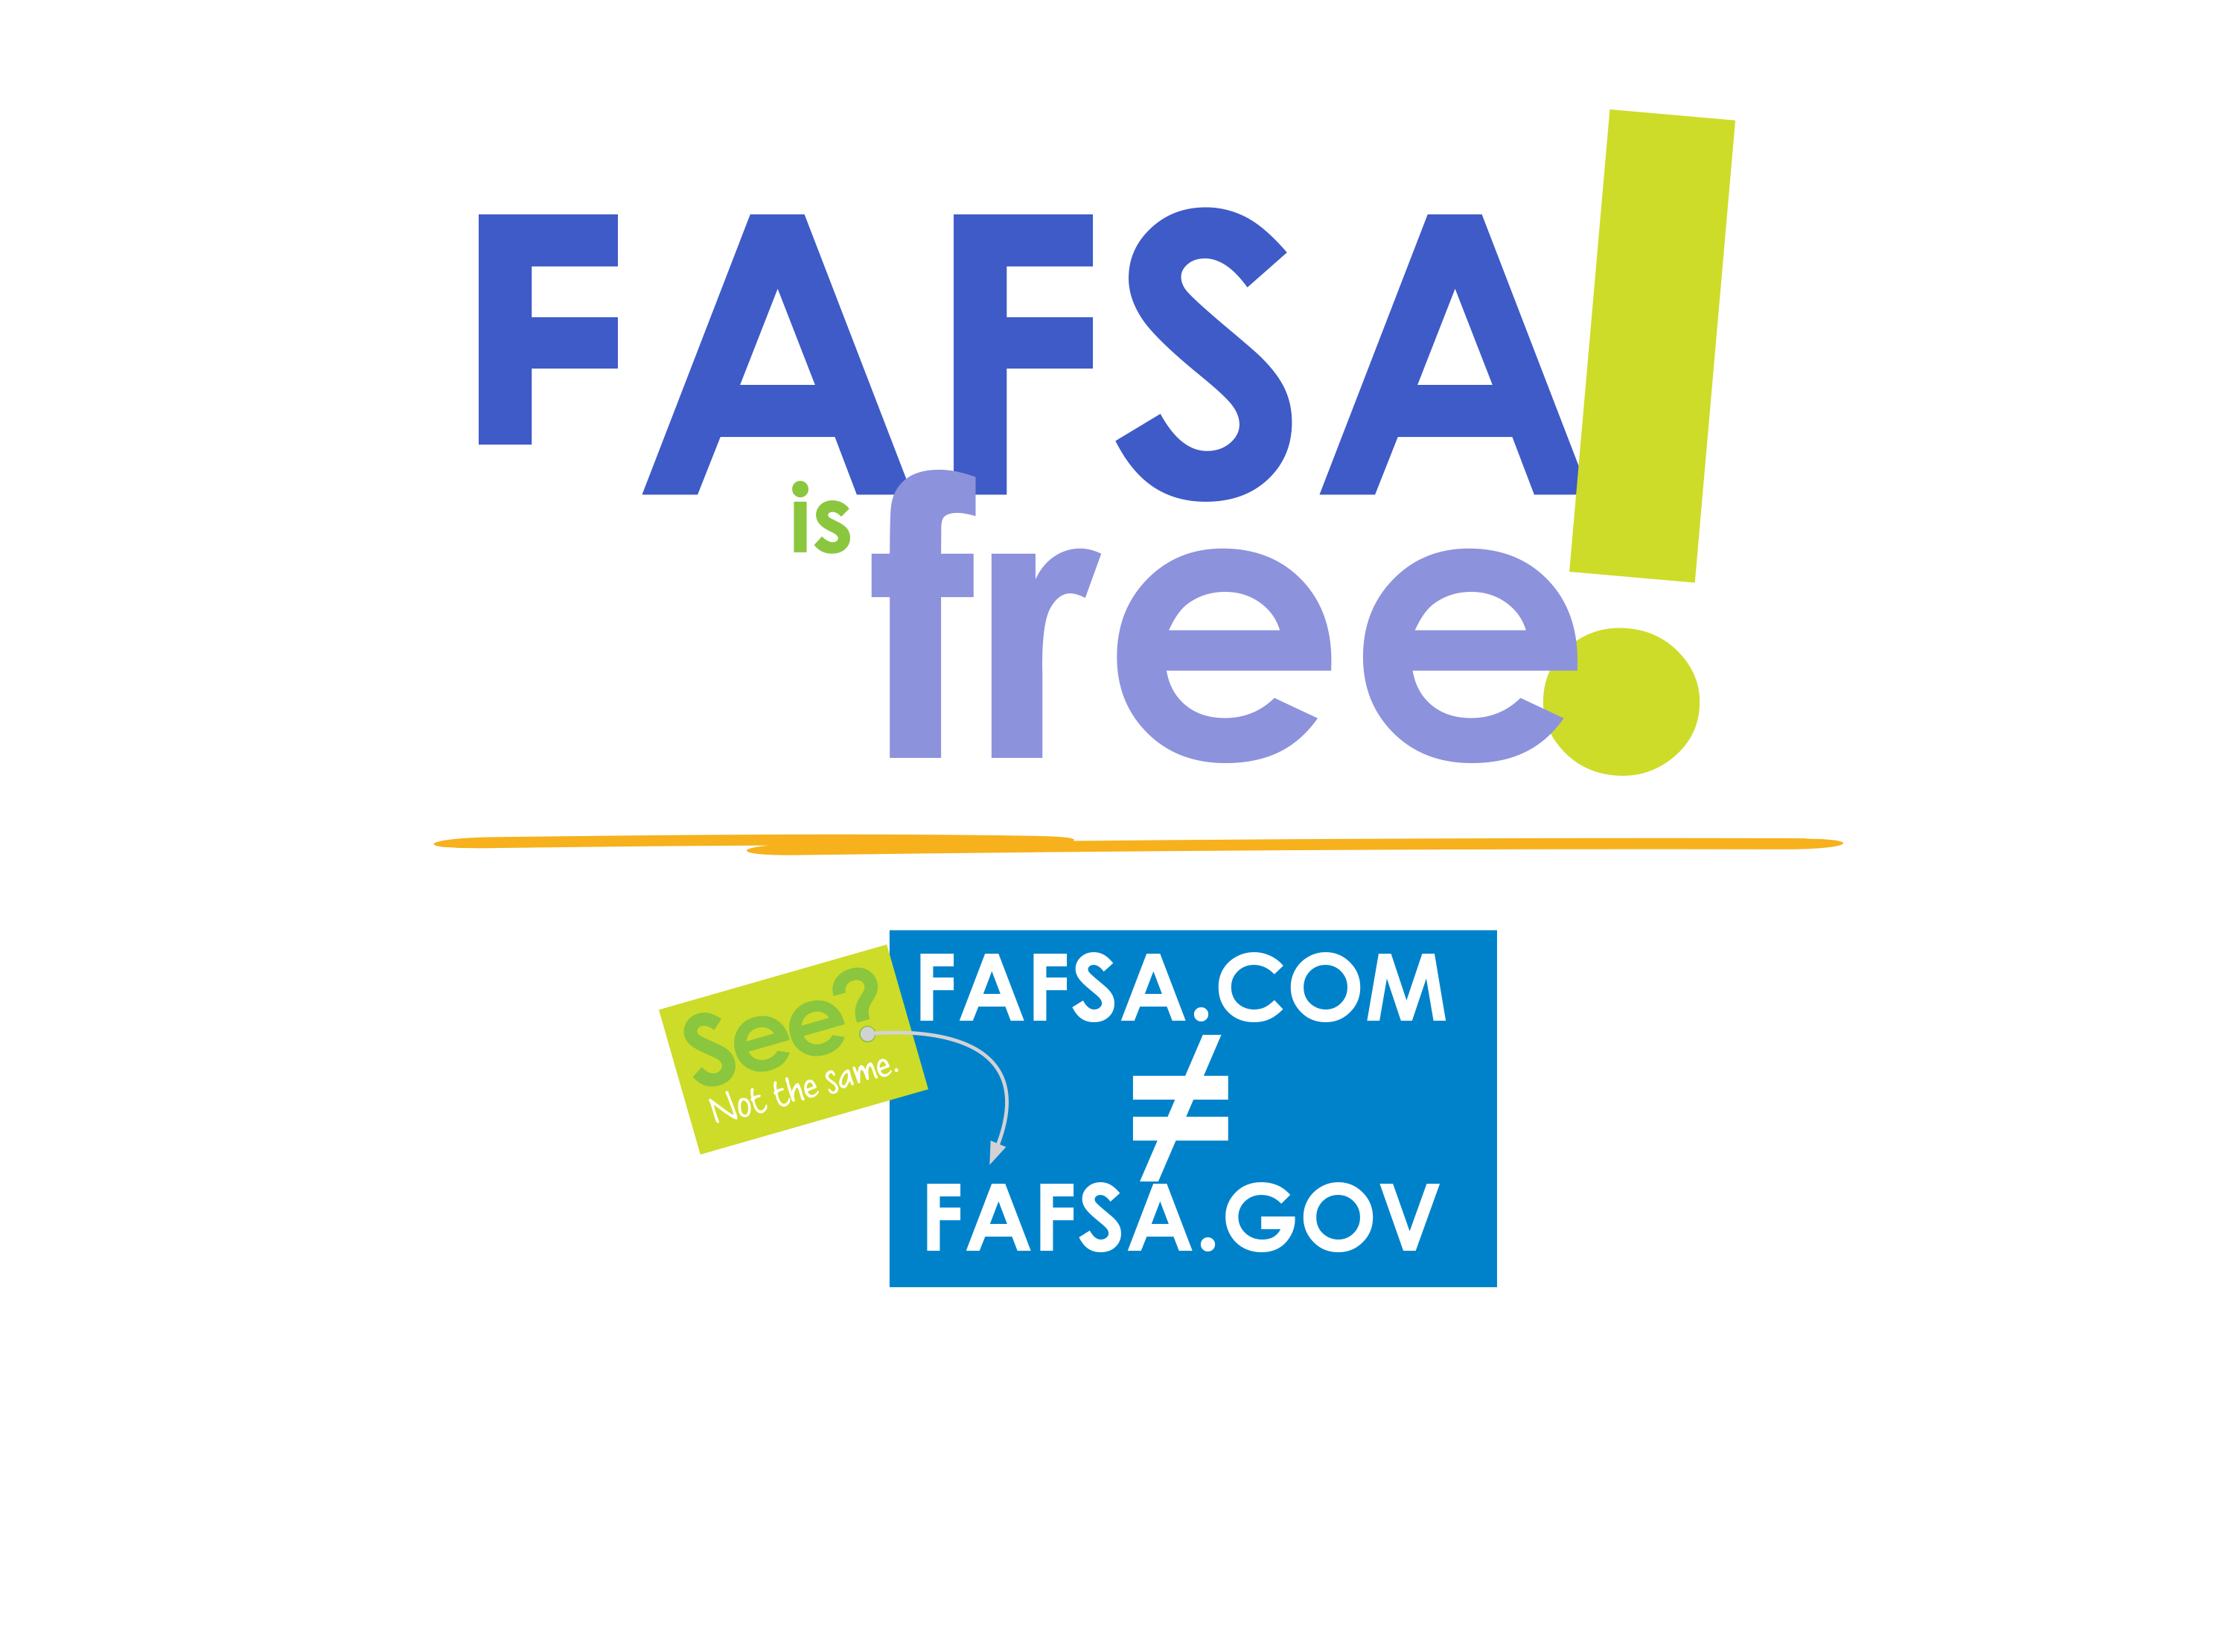 FAFSA!
is
free
FAFSA.COM
see?
Not the same.
≠
FAFSA.GOV